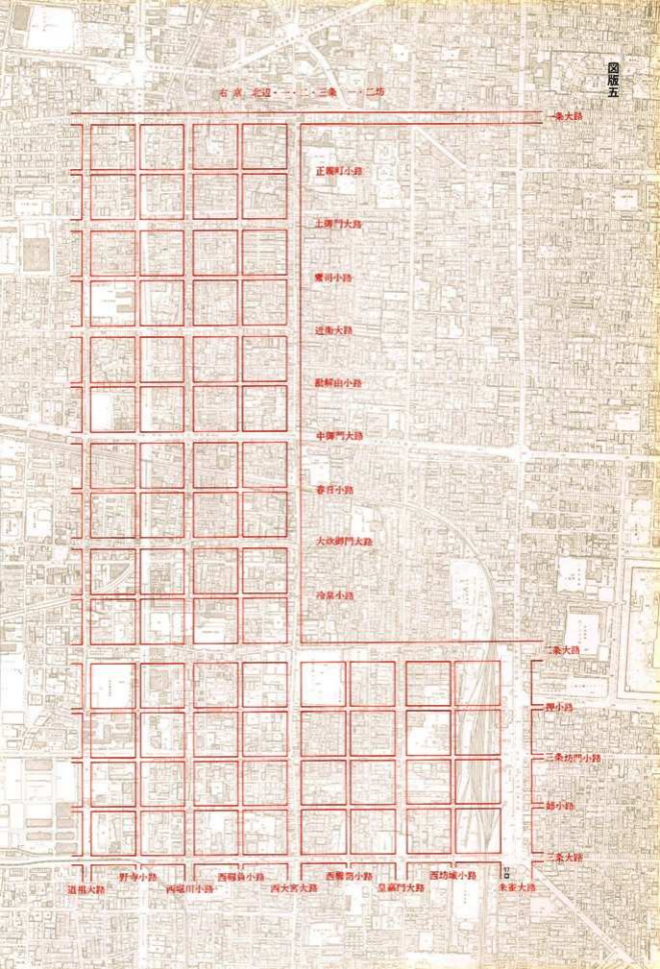 図版五
右京 北辺・一・二・三条 一・二坊
一条大路
正親町小路
土御門大路
鷹司小路
近衛大路
勘解由小路
中御門大路
春日小路
大炊御門大路
冷泉小路
二条大路
押小路
三条坊門小路
姉小路
三条大路
道祖大路
野寺小路
西堀川小路
西靱負小路
西大宮大路
西櫛笥小路
皇嘉門大路
西坊城小路
朱雀大路